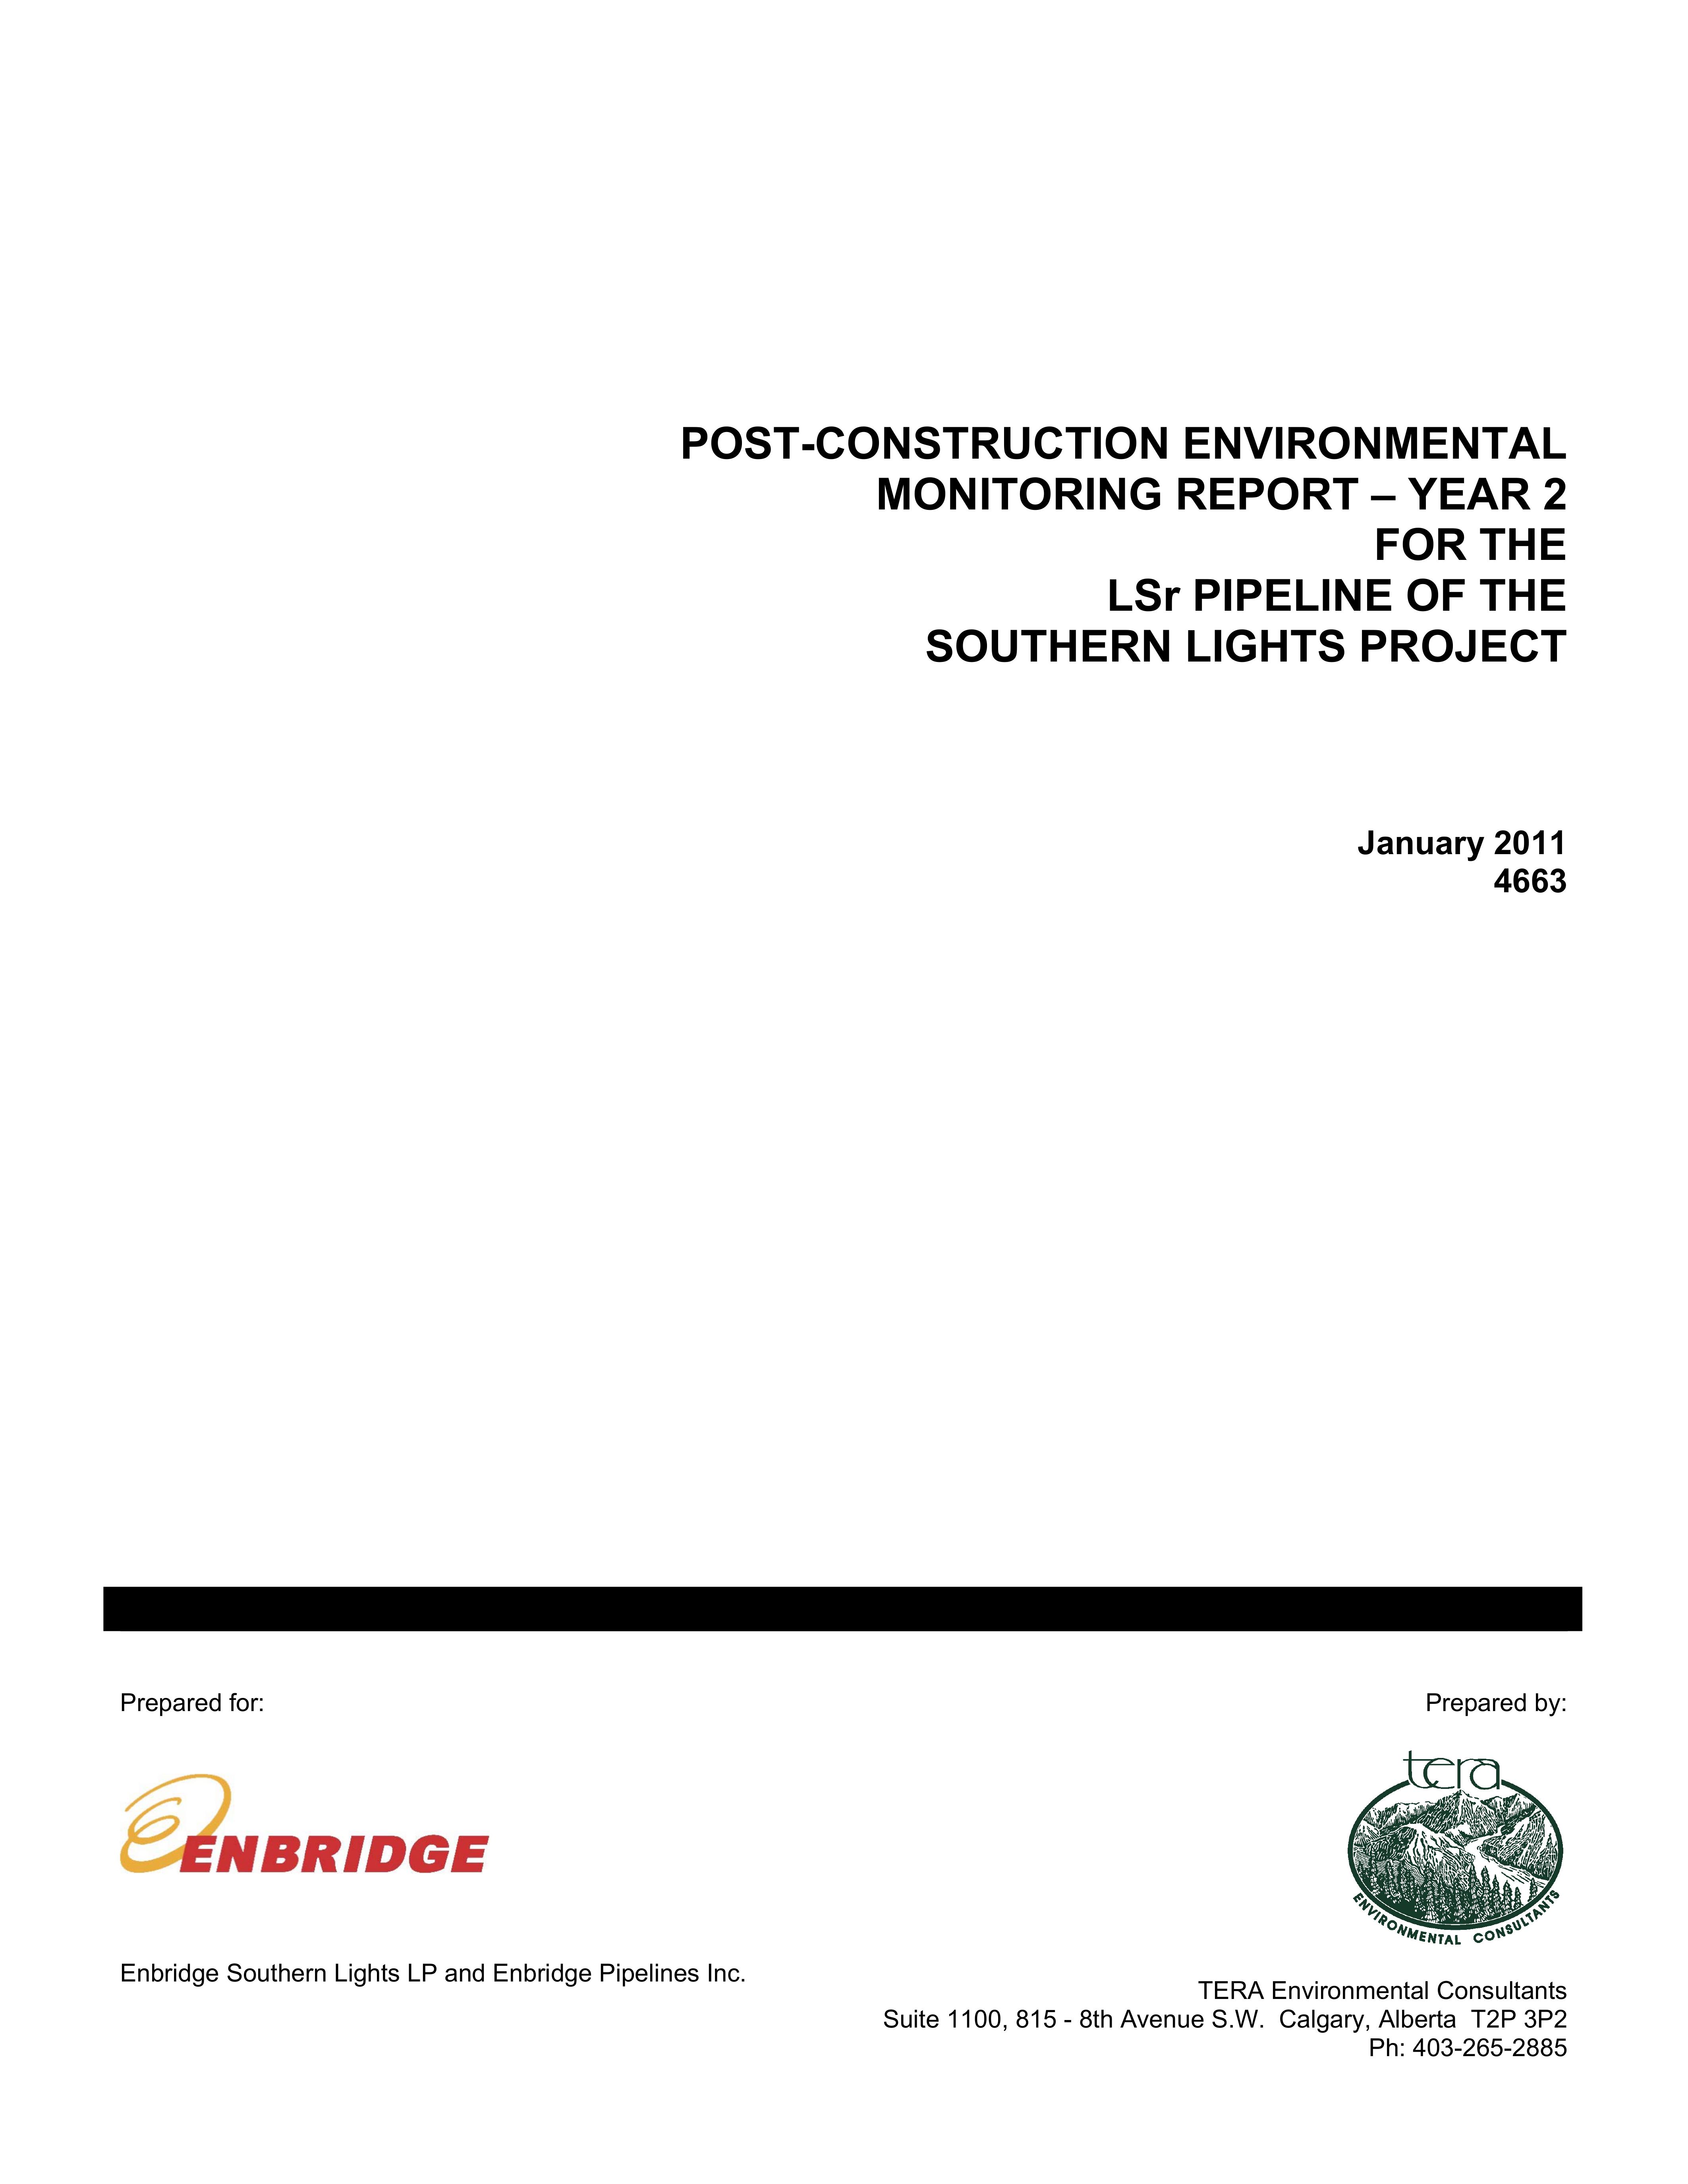 POST-CONSTRUCTION ENVIRONMENTAL
MONITORING REPORT – YEAR 2
FOR THE
LSr PIPELINE OF THE
SOUTHERN LIGHTS PROJECT
January 2011
4663
Prepared for:
ENBRIDGE
Enbridge Southern Lights LP and Enbridge Pipelines Inc.
Prepared by:
tera
ENVIRONMENTAL CONSULTANTS
TERA Environmental Consultants
Suite 1100, 815 - 8th Avenue S.W. Calgary, Alberta T2P 3P2
Ph: 403-265-2885